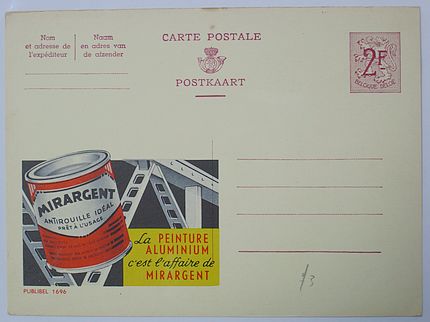 Nom
et adresse de
l'expéditeur
Naam
en adres van
de afzender
CARTE POSTALE
POSTKAART
2F
BELGIQUE-BELGIË
MIRARGENT
ANTIROUILLE IDÉAL
PRÊT À L'USAGE
La PEINTURE
ALUMINIUM
c'est l'affaire de
MIRARGENT
PUBLIBEL 1696